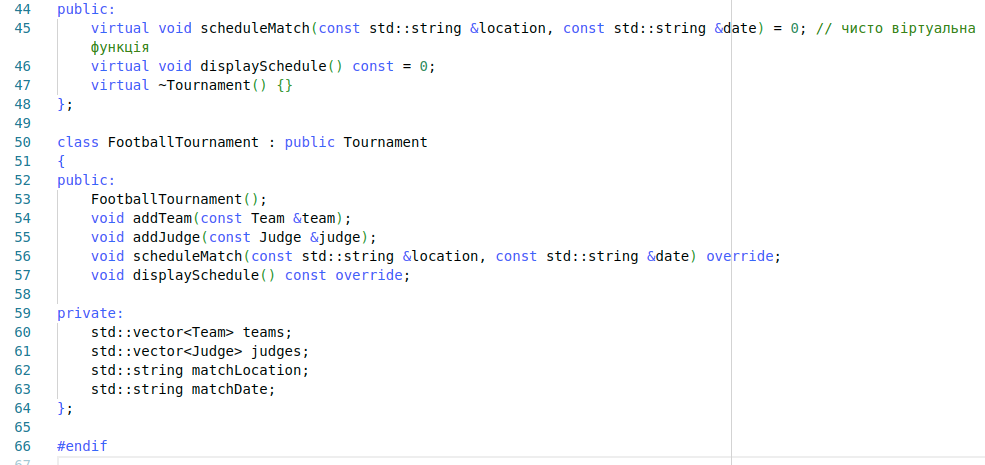 44 public:
45     virtual void scheduleMatch(const std::string &location, const std::string &date) = 0; // чисто віртуальна
    функція
46     virtual void displaySchedule() const = 0;
47     virtual ~Tournament() {}
48 };
49
50 class FootballTournament : public Tournament
51 {
52 public:
53     FootballTournament();
54     void addTeam(const Team &team);
55     void addJudge(const Judge &judge);
56     void scheduleMatch(const std::string &location, const std::string &date) override;
57     void displaySchedule() const override;
58
59 private:
60     std::vector<Team> teams;
61     std::vector<Judge> judges;
62     std::string matchLocation;
63     std::string matchDate;
64 };
65
66 #endif
67